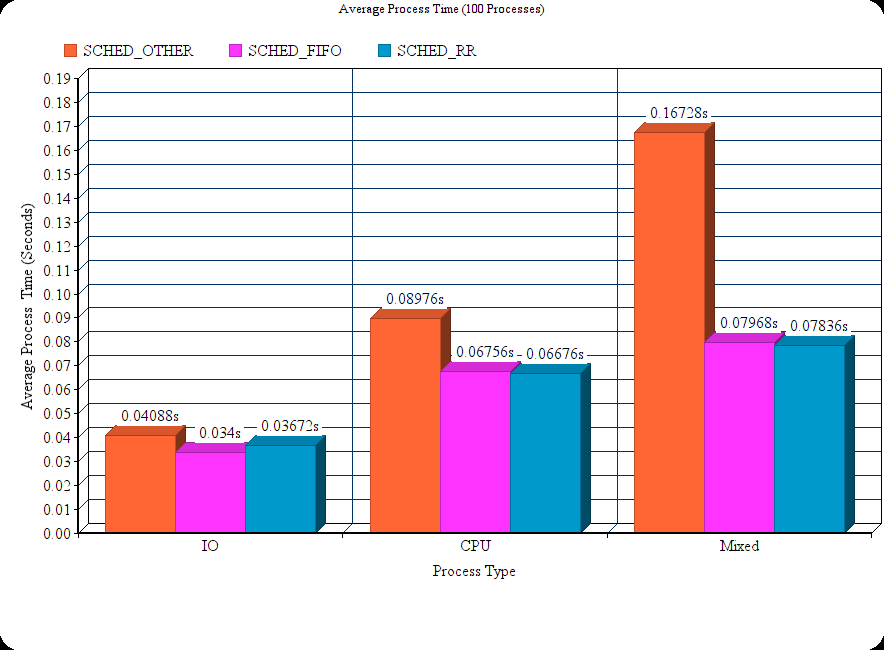 Average Process Time (100 Processes)
SCHED_OTHER SCHED_FIFO SCHED_RR
0.19
0.18
0.17
0.16
0.15
0.14
0.13
0.12
0.11
0.10
0.09
0.08
0.07
0.06
0.05
0.04
0.03
0.02
0.01
0.00
Average Process Time (Seconds)
0.04088s 0.034s 0.03672s
0.08976s 0.06756s 0.06676s
0.16728s 0.07968s 0.07836s
IO CPU Mixed
Process Type